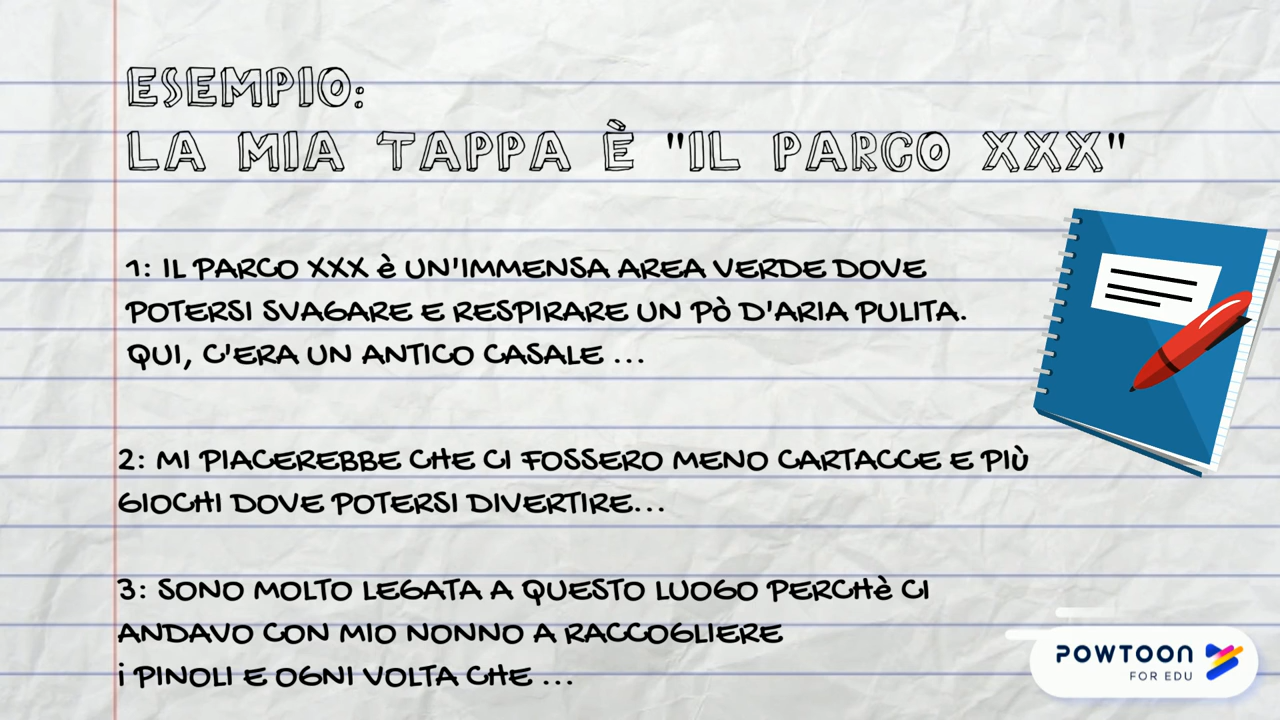 ESEMPIO:
LA MIA TAPPA È "IL PARCO XXX"
1: IL PARCO XXX è UN'IMMENSA AREA VERDE DOVE
POTERSI SVAGARE E RESPIRARE UN Pò D'ARIA PULITA.
QUI, C'ERA UN ANTICO CASALE ...
2: MI PIACEREBBE CHE CI FOSSERO MENO CARTACCE E PIù
GIOCHI DOVE POTERSI DIVERTIRE...
3: SONO MOLTO LEGATA A QUESTO LUOGO PERCHè CI
ANDAVO CON MIO NONNO A RACCOGLIERE
i PINOLI E OGNI VOLTA CHE ...
POWTOON
FOR EDU